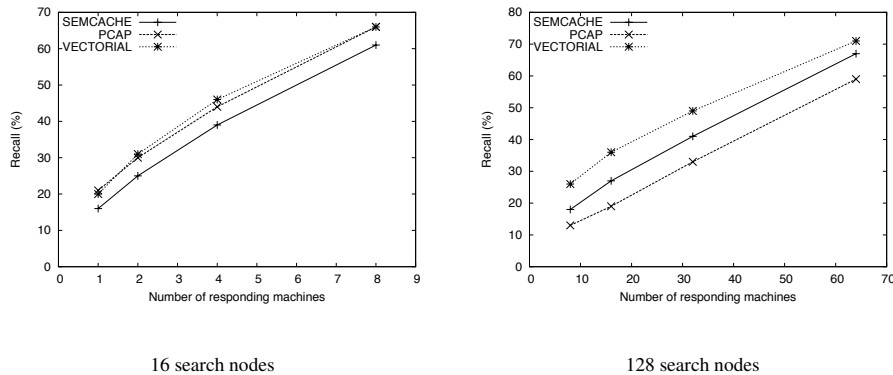 SEMCACHE
PCAP
VECTORIAL
70
60
50
40
30
20
10
0
Recall (%)
0 1 2 3 4 5 6 7 8 9
Number of responding machines
16 search nodes
SEMCACHE
PCAP
VECTORIAL
80
70
60
50
40
30
20
10
0
Recall (%)
0 10 20 30 40 50 60 70
Number of responding machines
128 search nodes